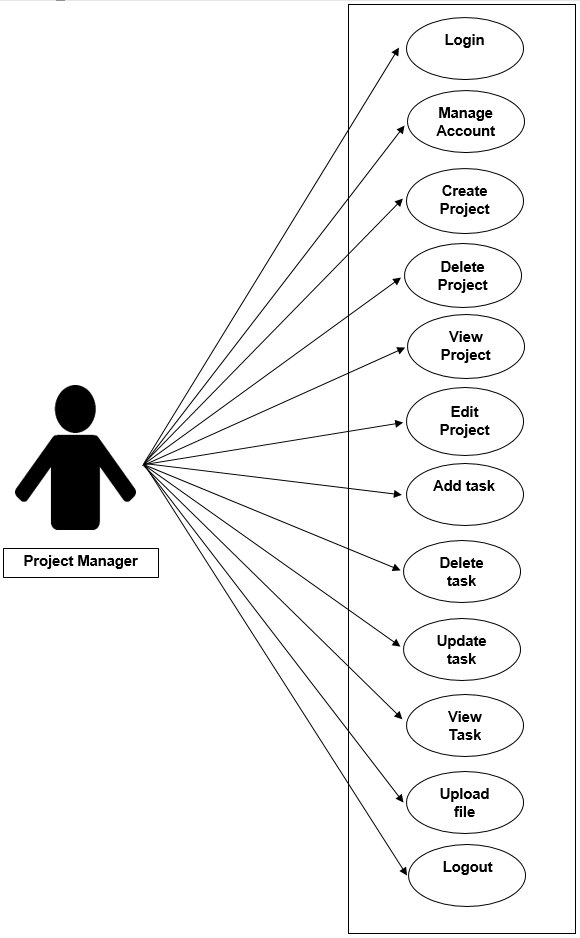 Login
Manage
Account
Create
Project
Delete
Project
View
Project
Edit
Project
Add task
Project Manager
Delete
task
Update
task
View
Task
Upload
file
Logout